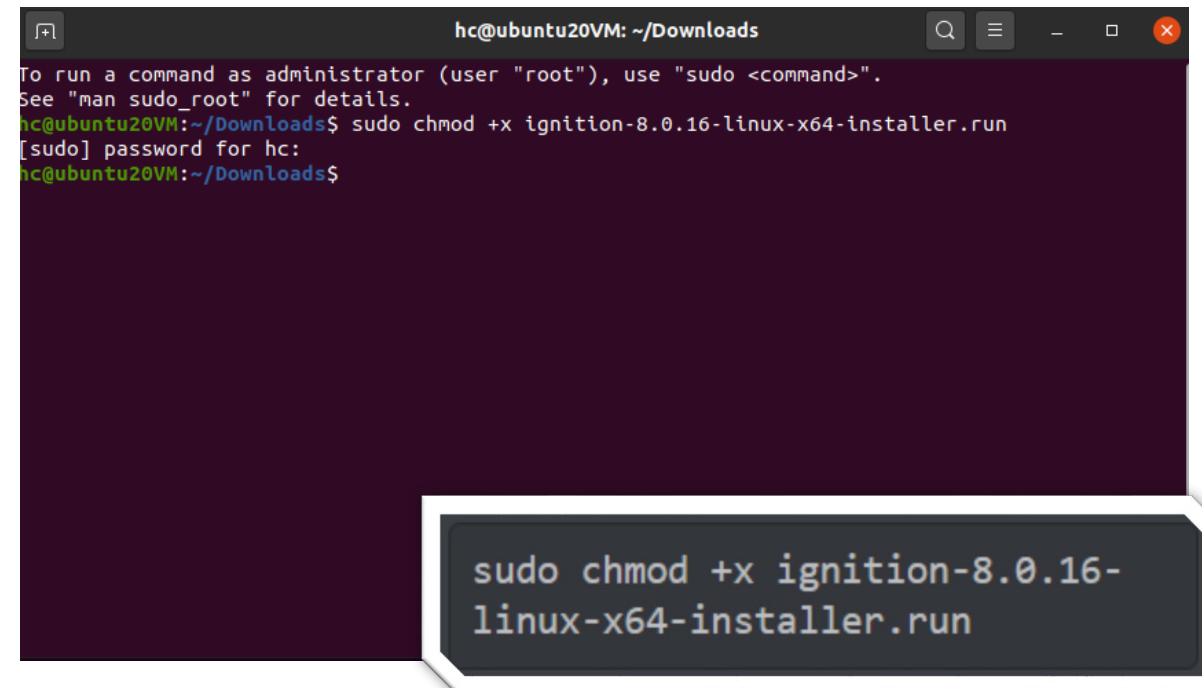 hc@ubuntu20VM: ~/Downloads
To run a command as administrator (user "root"), use "sudo <command>".
See "man sudo_root" for details.
hc@ubuntu20VM:~/Downloads$ sudo chmod +x ignition-8.0.16-linux-x64-installer.run
[sudo] password for hc:
hc@ubuntu20VM:~/Downloads$
sudo chmod +x ignition-8.0.16-
linux-x64-installer.run